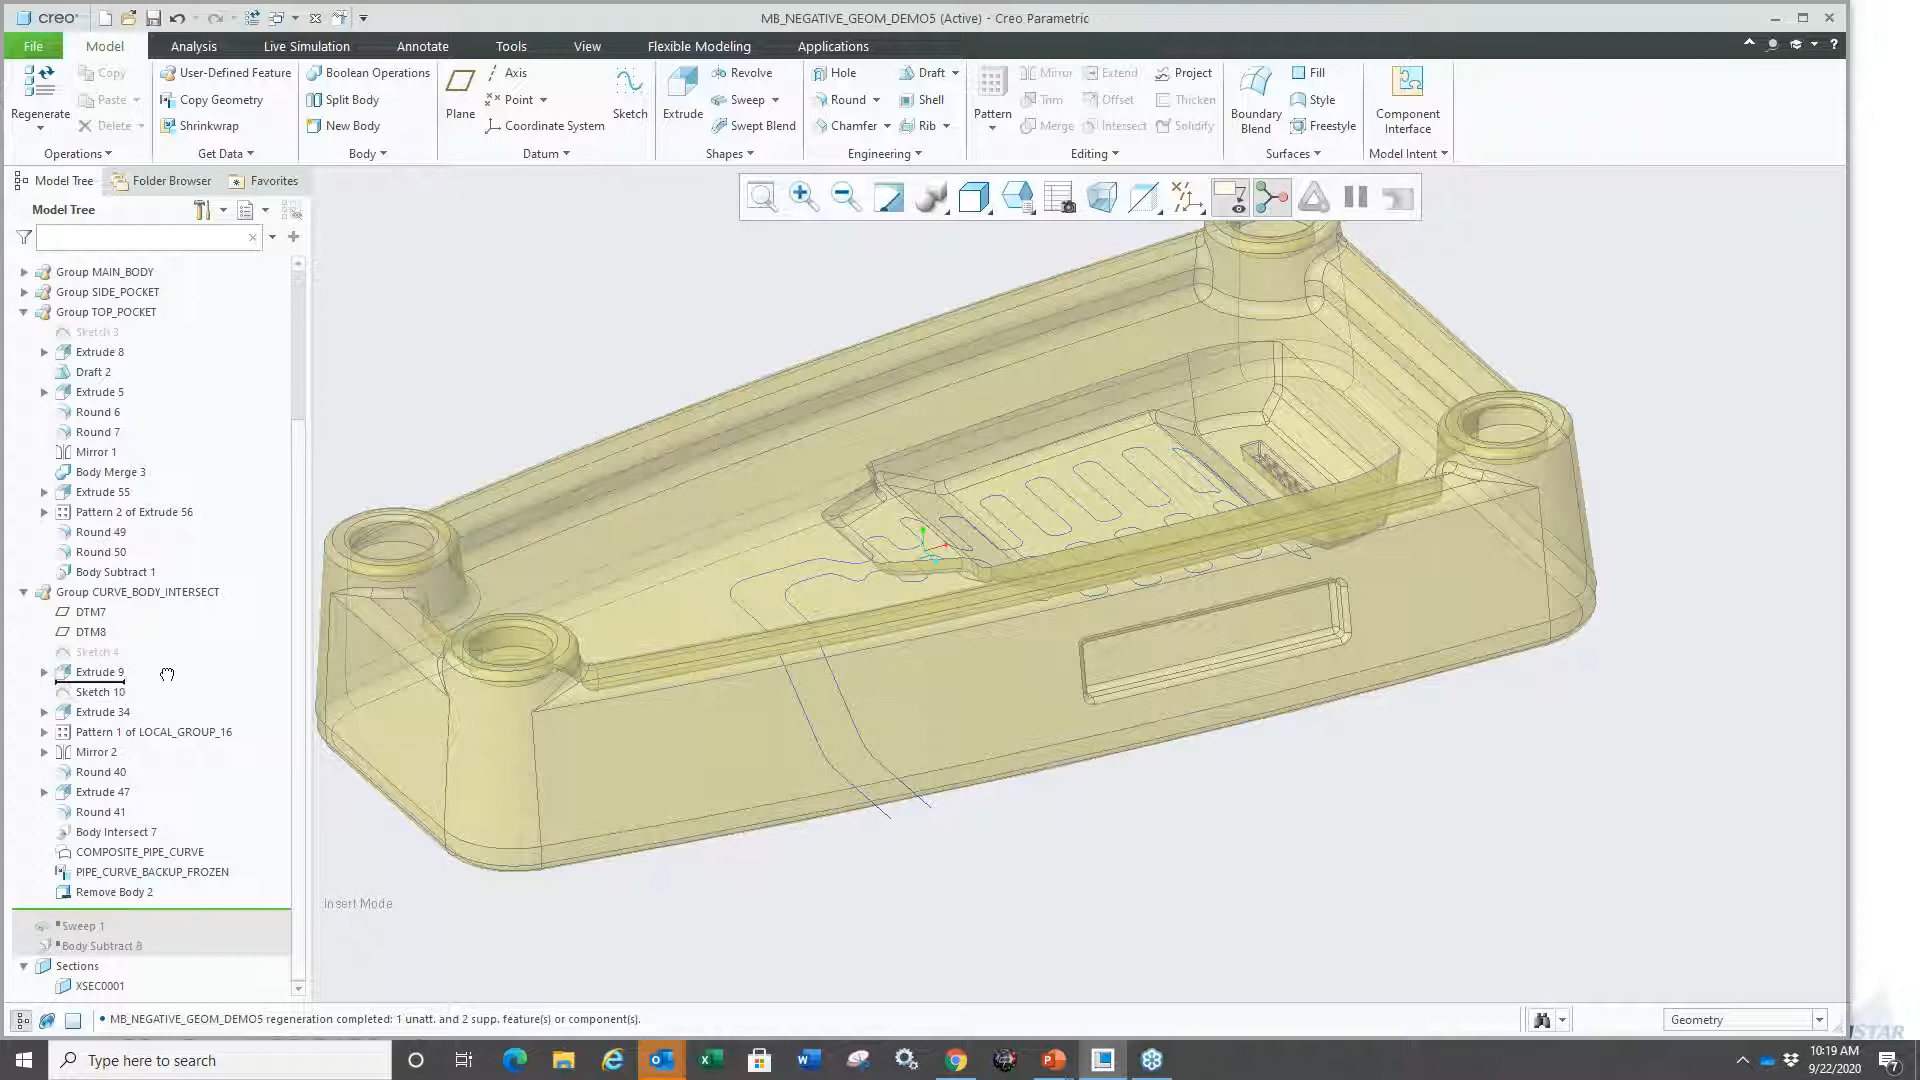 creo
MB_NEGATIVE_GEOM_DEMO5 (Active) - Creo Parametric
File Model Analysis Live Simulation Annotate Tools View Flexible Modeling Applications
Regenerate
Copy
Paste
Delete
Operations
User-Defined Feature
Copy Geometry
Shrinkwrap
Get Data
Boolean Operations
Split Body
New Body
Body
Plane
Axis
Point
Coordinate System
Sketch
Datum
Extrude
Revolve
Sweep
Swept Blend
Shapes
Hole
Round
Chamfer
Draft
Shell
Rib
Engineering
Pattern
Mirror
Trim
Merge
Extend
Offset
Intersect
Project
Thicken
Solidify
Editing
Boundary
Blend
Fill
Style
Freestyle
Surfaces
Component
Interface
Model Intent
Model Tree Folder Browser Favorites
Model Tree
Group MAIN_BODY
Group SIDE_POCKET
Group TOP_POCKET
Sketch 3
Extrude 8
Draft 2
Extrude 5
Round 6
Round 7
Mirror 1
Body Merge 3
Extrude 55
Pattern 2 of Extrude 56
Round 49
Round 50
Body Subtract 1
Group CURVE_BODY_INTERSECT
DTM7
DTM8
Sketch 4
Extrude 9
Sketch 10
Extrude 34
Pattern 1 of LOCAL_GROUP_16
Mirror 2
Round 40
Extrude 47
Round 41
Body Intersect 7
COMPOSITE_PIPE_CURVE
PIPE_CURVE_BACKUP_FROZEN
Remove Body 2
Sweep 1
Body Subtract 8
Sections
XSEC0001
Insert Mode
MB_NEGATIVE_GEOM_DEMO5 regeneration completed: 1 unatt. and 2 supp. feature(s) or component(s).
Geometry
Type here to search
10:19 AM
9/22/2020
7